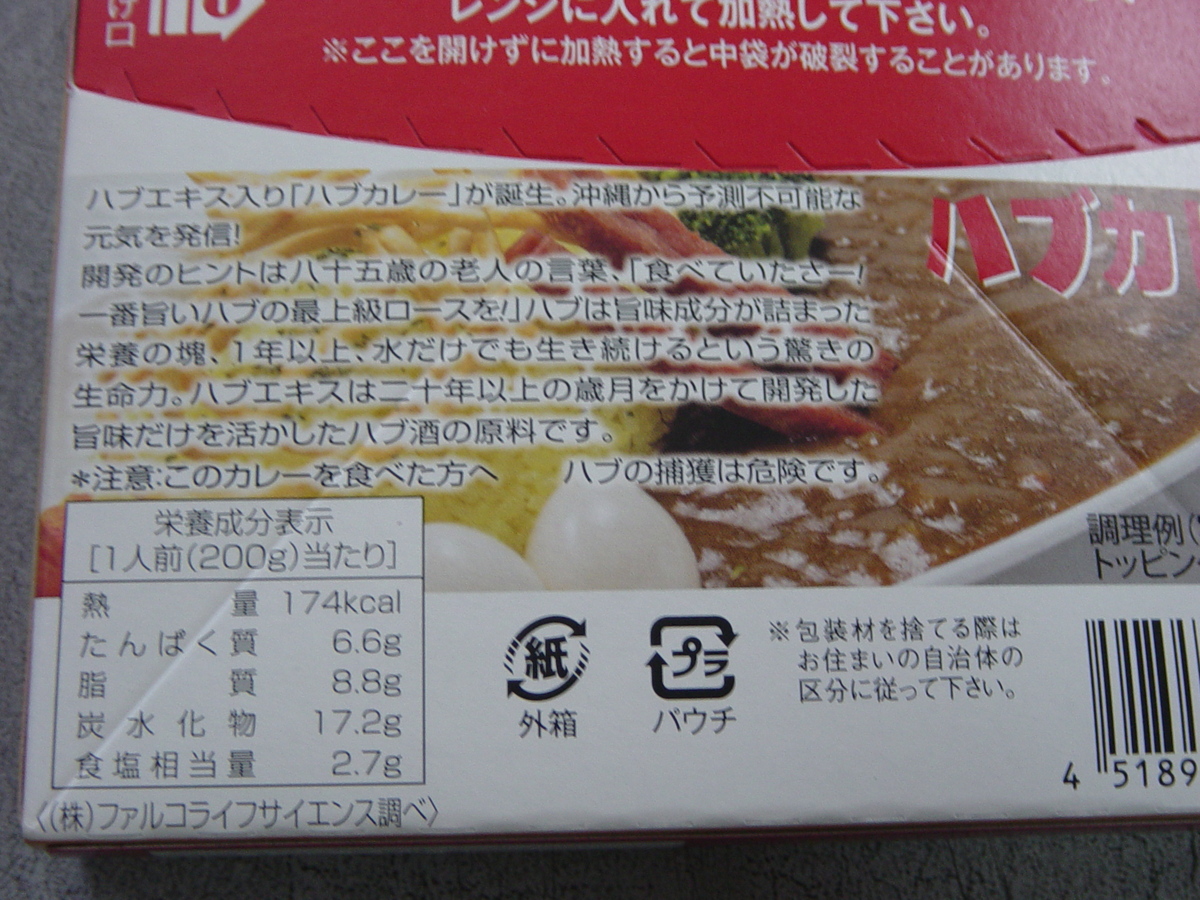 け口
レンジに入れて加熱して下さい。
※ここを開けずに加熱すると中袋が破裂することがあります。
ハブエキス入り「ハブカレー」が誕生。沖縄から予測不可能な
元気を発信!
開発のヒントは八十五歳の老人の言葉、「食べていたさー!
一番旨いハブの最上級ロースを!」ハブは旨味成分が詰まった
栄養の塊、1年以上、水だけでも生き続けるという驚きの
生命力。ハブエキスは二十年以上の歳月をかけて開発した
旨味だけを活かしたハブ酒の原料です。
*注意:このカレーを食べた方へ ハブの捕獲は危険です。
ハブカ
調理例(
トッピン
栄養成分表示
[1人前(200g)当たり]
熱量 174kcal
たんぱく質 6.6g
脂質 8.8g
炭水化物 17.2g
食塩相当量 2.7g
〈(株)ファルコライフサイエンス調べ〉
紙
外箱
プラ
パウチ
※包装材を捨てる際は
お住まいの自治体の
区分に従って下さい。
4 5189